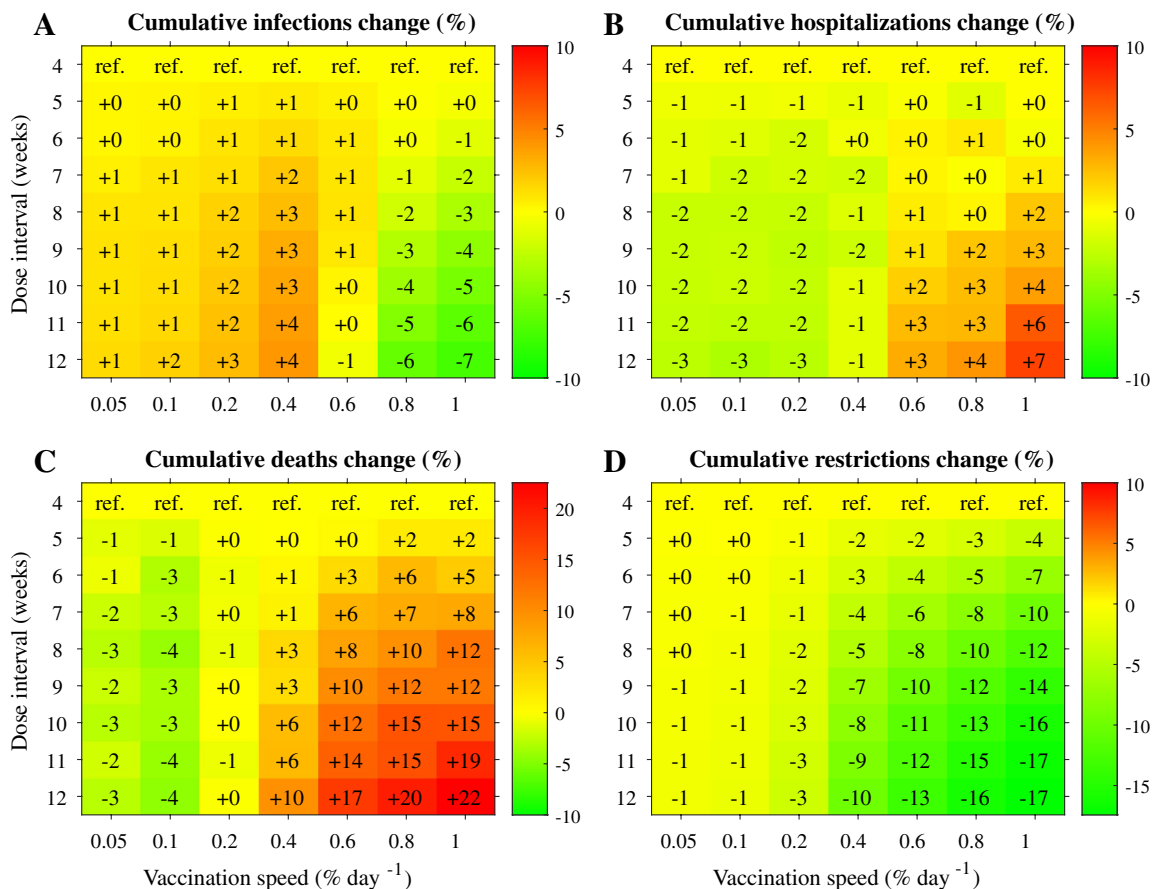 A Cumulative infections change (%)
4 ref. ref. ref. ref. ref. ref. ref. 10
5 +0 +0 +1 +1 +0 +0 +0
6 +0 +0 +1 +1 +1 +0 -1 5
7 +1 +1 +1 +2 +1 -1 -2
8 +1 +1 +2 +3 +1 -2 -3 0
9 +1 +1 +2 +3 +1 -3 -4
10 +1 +1 +2 +3 +0 -4 -5 -5
11 +1 +1 +2 +4 +0 -5 -6
12 +1 +2 +3 +4 -1 -6 -7 -10
0.05 0.1 0.2 0.4 0.6 0.8 1
Dose interval (weeks)
B Cumulative hospitalizations change (%)
4 ref. ref. ref. ref. ref. ref. ref. 10
5 -1 -1 -1 -1 +0 -1 +0
6 -1 -1 -2 +0 +0 +1 +0 5
7 -1 -2 -2 -2 +0 +0 +1
8 -2 -2 -2 -1 +1 +0 +2 0
9 -2 -2 -2 -2 +1 +2 +3
10 -2 -2 -2 -1 +2 +3 +4 -5
11 -2 -2 -2 -1 +3 +3 +6
12 -3 -3 -3 -1 +3 +4 +7 -10
0.05 0.1 0.2 0.4 0.6 0.8 1
C Cumulative deaths change (%)
4 ref. ref. ref. ref. ref. ref. ref. 20
5 -1 -1 +0 +0 +0 +2 +2 15
6 -1 -3 -1 +1 +3 +6 +5
7 -2 -3 +0 +1 +6 +7 +8 10
8 -3 -4 -1 +3 +8 +10 +12 5
9 -2 -3 +0 +3 +10 +12 +12
10 -3 -3 +0 +6 +12 +15 +15 0
11 -2 -4 -1 +6 +14 +15 +19 -5
12 -3 -4 +0 +10 +17 +20 +22 -10
0.05 0.1 0.2 0.4 0.6 0.8 1
Dose interval (weeks)
Vaccination speed (% day -1)
D Cumulative restrictions change (%)
4 ref. ref. ref. ref. ref. ref. ref. 10
5 +0 +0 -1 -2 -2 -3 -4
6 +0 +0 -1 -3 -4 -5 -7 5
7 +0 -1 -1 -4 -6 -8 -10 0
8 +0 -1 -2 -5 -8 -10 -12
9 -1 -1 -2 -7 -10 -12 -14 -5
10 -1 -1 -3 -8 -11 -13 -16 -10
11 -1 -1 -3 -9 -12 -15 -17
12 -1 -1 -3 -10 -13 -16 -17 -15
0.05 0.1 0.2 0.4 0.6 0.8 1
Vaccination speed (% day -1)